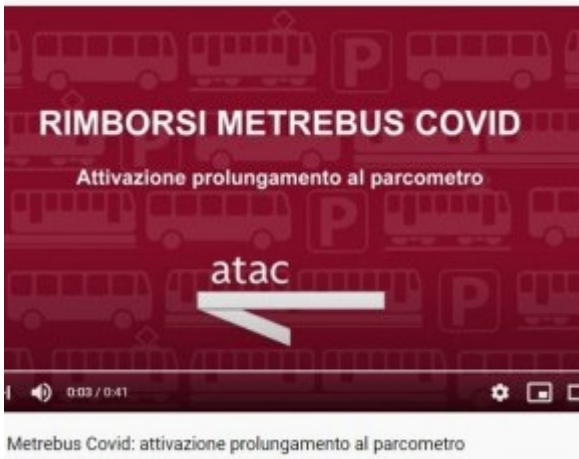 RIMBORSI METREBUS COVID
Attivazione prolungamento al parcometro
atac
0:03 / 0:41
Metrebus Covid: attivazione prolungamento al parcometro